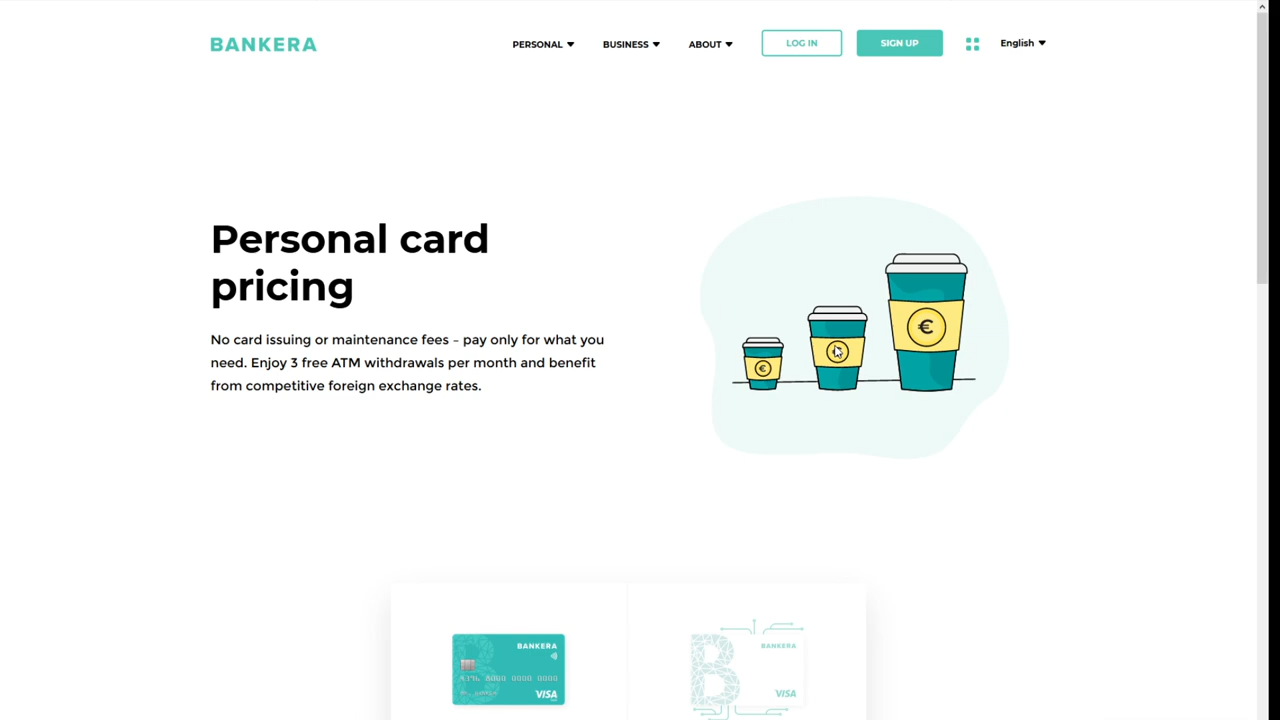 BANKERA
PERSONAL
BUSINESS
ABOUT
LOG IN
SIGN UP
English
Personal card
pricing
No card issuing or maintenance fees – pay only for what you
need. Enjoy 3 free ATM withdrawals per month and benefit
from competitive foreign exchange rates.
€
€
BANKERA
0000 0000
VISA
BANKERA
VISA